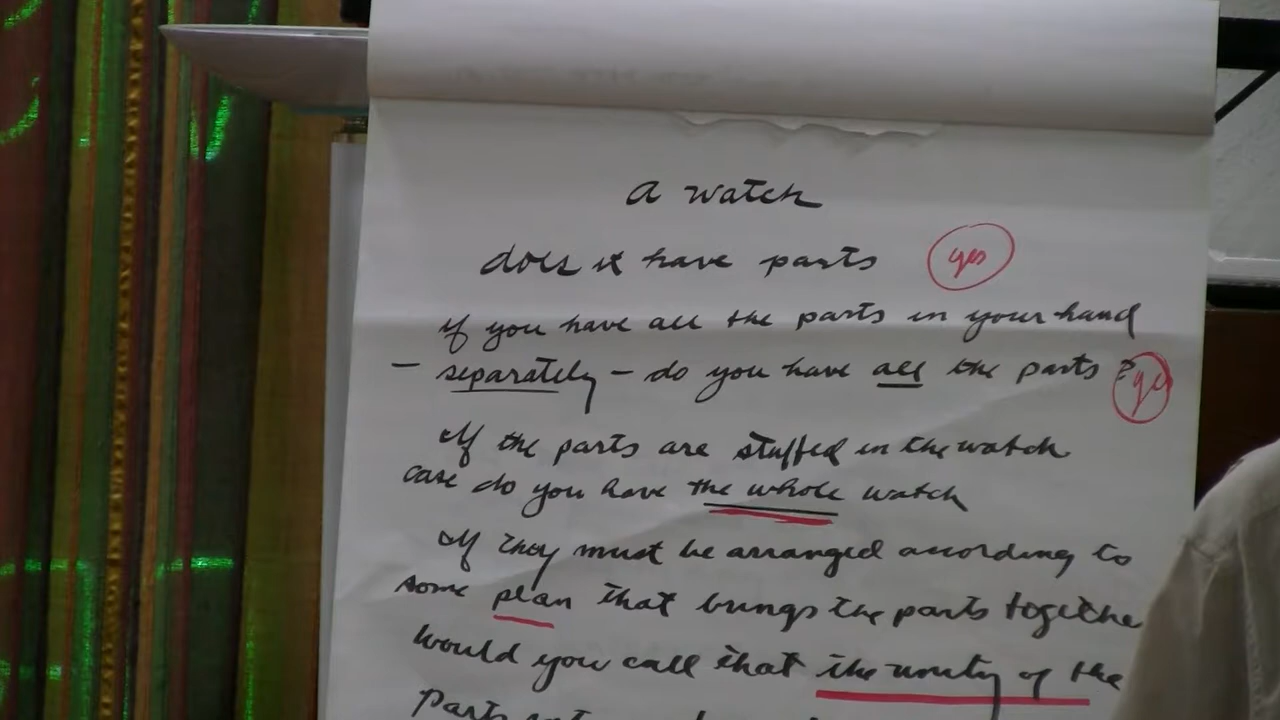 a watch
does it have parts yes
if you have all the parts in your hand
– separately – do you have all the parts ? yes
If the parts are stuffed in the watch
case do you have the whole watch
If they must be arranged according to
some plan that brings the parts together
would you call that the unity of the
parts